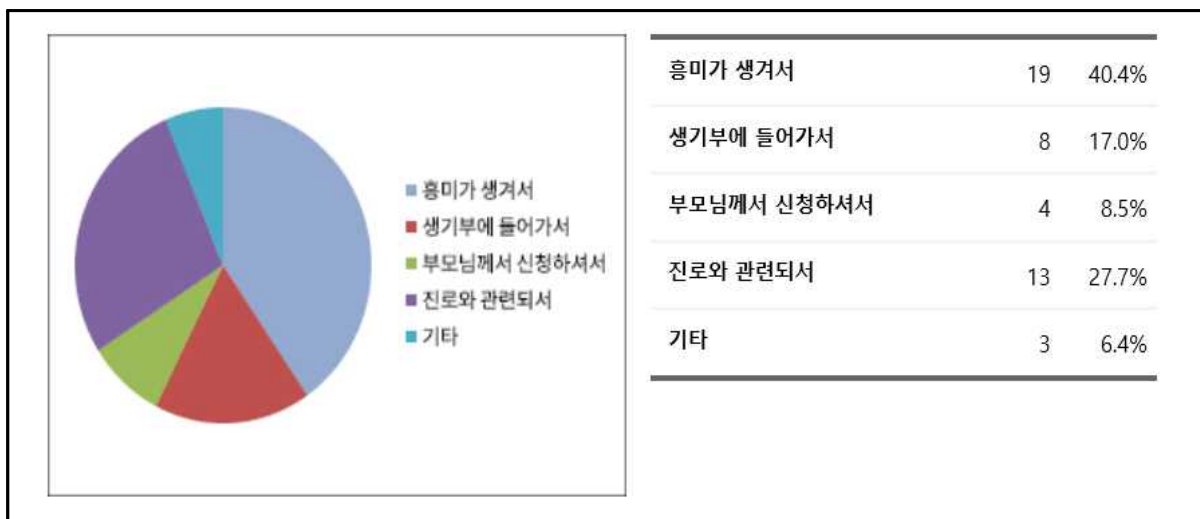 흥미가 생겨서
생기부에 들어가서
부모님께서 신청하셔서
진로와 관련되서
기타
흥미가 생겨서 19 40.4%
생기부에 들어가서 8 17.0%
부모님께서 신청하셔서 4 8.5%
진로와 관련되서 13 27.7%
기타 3 6.4%